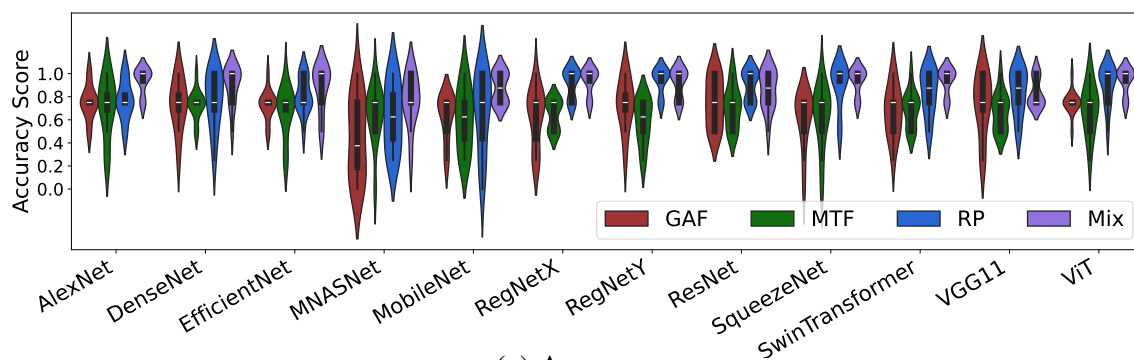 Accuracy Score
1.0
0.8
0.6
0.4
0.2
0.0
GAF MTF RP Mix
AlexNet DenseNet EfficientNet MNASNet MobileNet RegNetX RegNetY ResNet SqueezeNet SwinTransformer VGG11 ViT